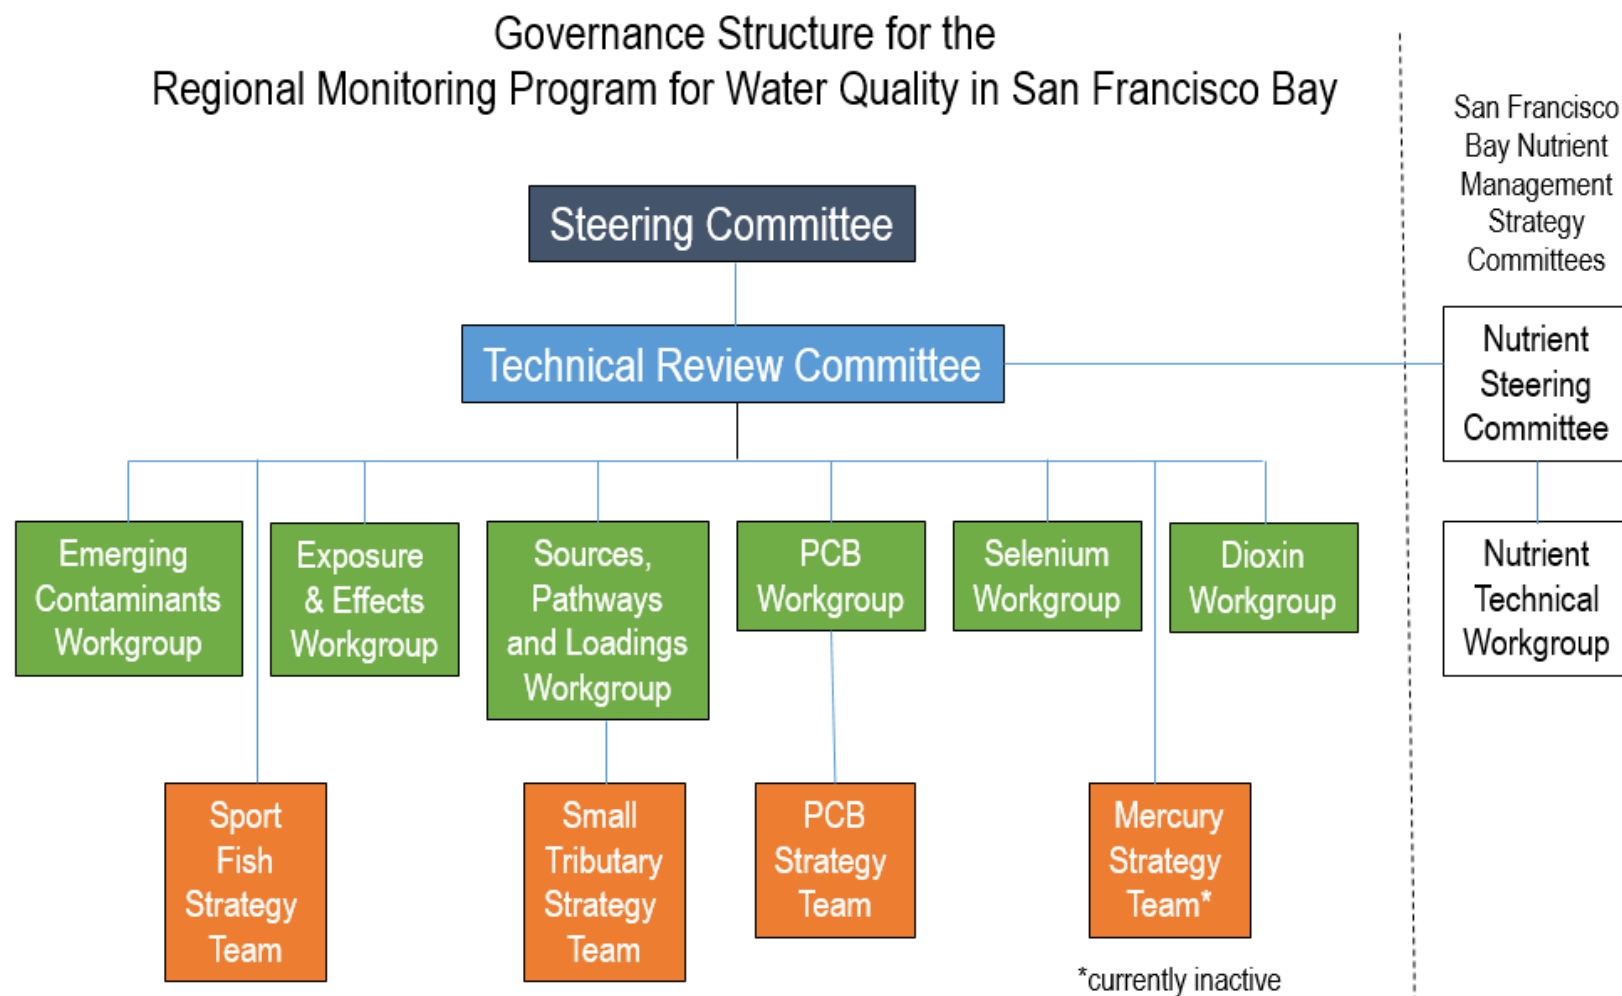 Governance Structure for the
Regional Monitoring Program for Water Quality in San Francisco Bay
San Francisco
Bay Nutrient
Management
Strategy
Committees
Steering Committee
Technical Review Committee
Nutrient
Steering
Committee
Emerging
Contaminants
Workgroup
Exposure
& Effects
Workgroup
Sources,
Pathways
and Loadings
Workgroup
PCB
Workgroup
Selenium
Workgroup
Dioxin
Workgroup
Nutrient
Technical
Workgroup
Sport
Fish
Strategy
Team
Small
Tributary
Strategy
Team
PCB
Strategy
Team
Mercury
Strategy
Team*
*currently inactive